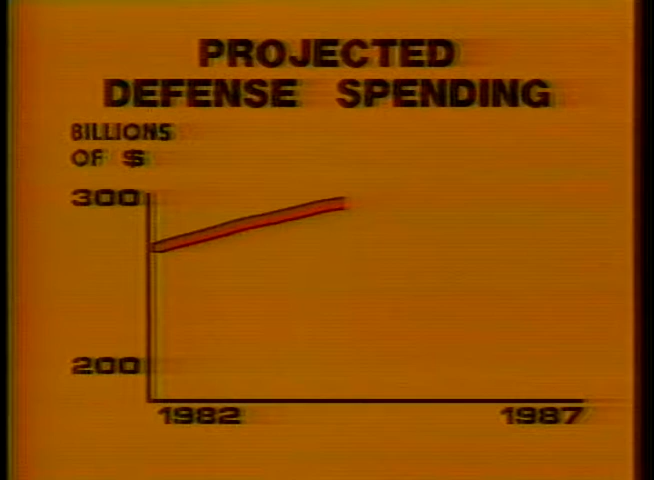 PROJECTED
DEFENSE SPENDING
BILLIONS
OF $
300
200
1982 1987